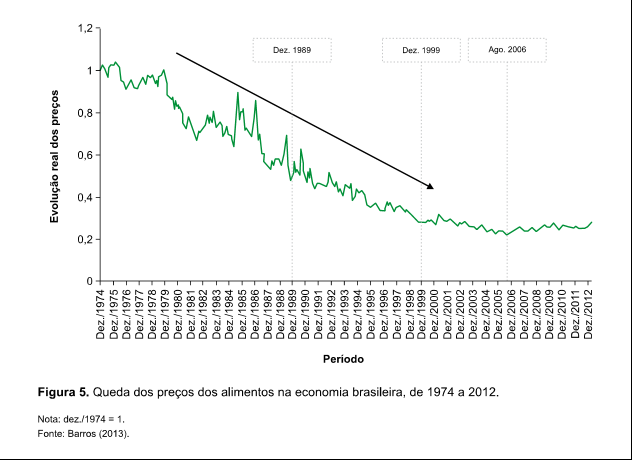 1,2
1
0,8
0,6
0,4
0,2
0
Evolução real dos preços
Dez. 1989
Dez. 1999
Ago. 2006
Dez./1974
Dez./1975
Dez./1976
Dez./1977
Dez./1978
Dez./1979
Dez./1980
Dez./1981
Dez./1982
Dez./1983
Dez./1984
Dez./1985
Dez./1986
Dez./1987
Dez./1988
Dez./1989
Dez./1990
Dez./1991
Dez./1992
Dez./1993
Dez./1994
Dez./1995
Dez./1996
Dez./1997
Dez./1998
Dez./1999
Dez./2000
Dez./2001
Dez./2002
Dez./2003
Dez./2004
Dez./2005
Dez./2006
Dez./2007
Dez./2008
Dez./2009
Dez./2010
Dez./2011
Dez./2012
Período
Figura 5. Queda dos preços dos alimentos na economia brasileira, de 1974 a 2012.
Nota: dez./1974 = 1.
Fonte: Barros (2013).